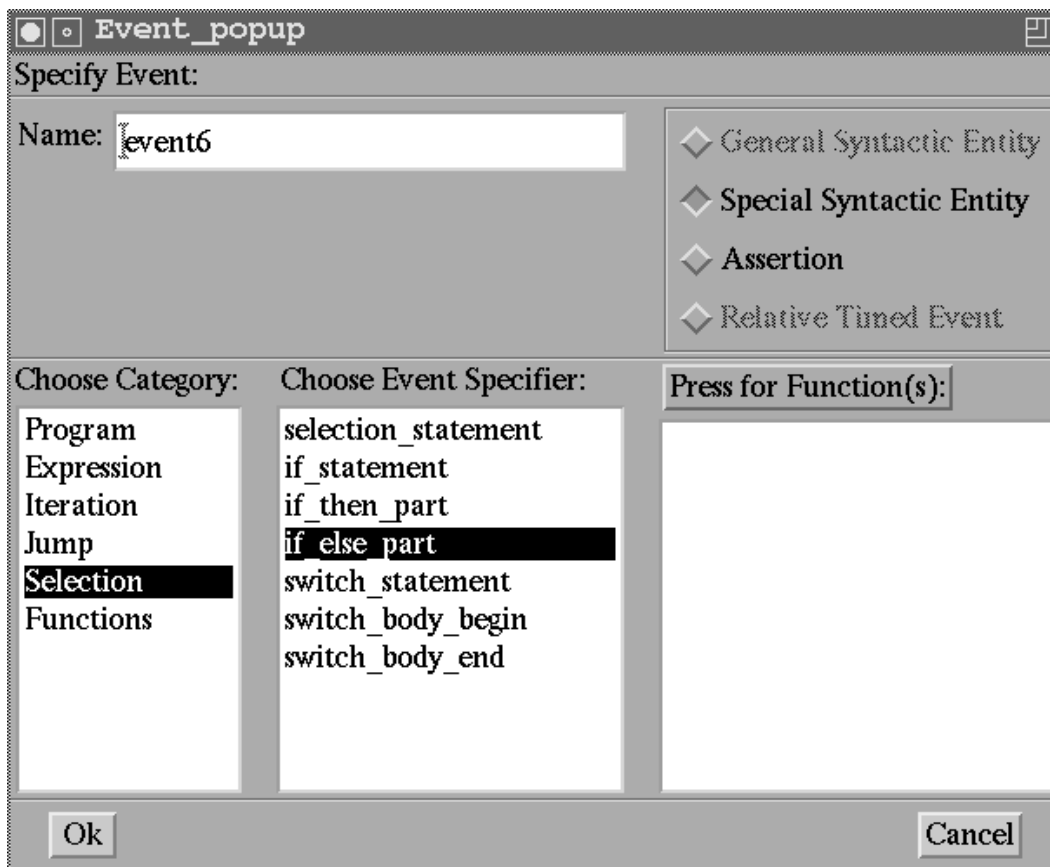 Event_popup
Specify Event:
Name: event6
General Syntactic Entity
Special Syntactic Entity
Assertion
Relative Timed Event
Choose Category:
Program
Expression
Iteration
Jump
Selection
Functions
Choose Event Specifier:
selection_statement
if_statement
if_then_part
if_else_part
switch_statement
switch_body_begin
switch_body_end
Press for Function(s):
Ok
Cancel